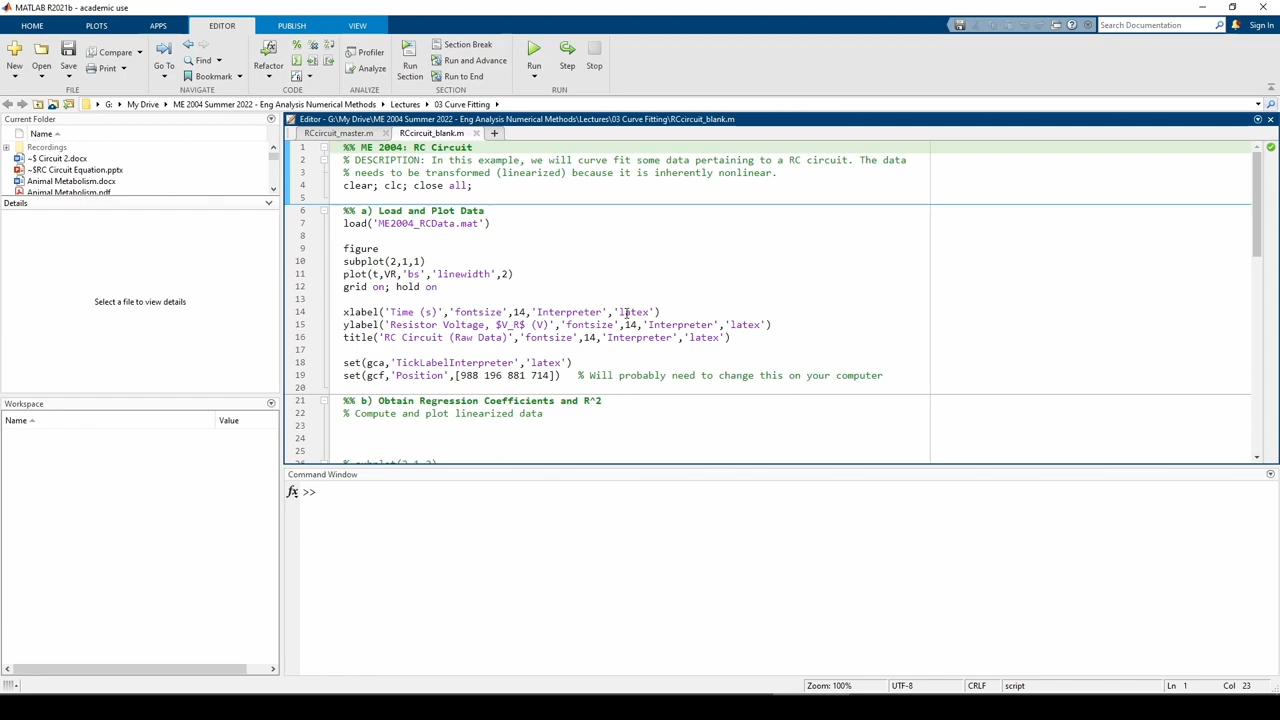 MATLAB R2021b - academic use
HOME PLOTS APPS EDITOR PUBLISH VIEW Search Documentation Sign In
New Open Save Compare Print Go To Find Bookmark Refactor Profiler Analyze Run Section Section Break Run and Advance Run to End Run Step Stop
FILE NAVIGATE CODE ANALYZE SECTION RUN
G: My Drive ME 2004 Summer 2022 - Eng Analysis Numerical Methods Lectures 03 Curve Fitting
Current Folder
Name
Recordings
~$ Circuit 2.docx
~$RC Circuit Equation.pptx
Animal Metabolism.docx
Animal Metabolism.pdf
Details
Select a file to view details
Workspace
Name Value
Editor - G:\My Drive\ME 2004 Summer 2022 - Eng Analysis Numerical Methods\Lectures\03 Curve Fitting\RCcircuit_blank.m
RCcircuit_master.m RCcircuit_blank.m
1 %% ME 2004: RC Circuit
2 % DESCRIPTION: In this example, we will curve fit some data pertaining to a RC circuit. The data
3 % needs to be transformed (linearized) because it is inherently nonlinear.
4 clear; clc; close all;
5
6 %% a) Load and Plot Data
7 load('ME2004_RCData.mat')
8
9 figure
10 subplot(2,1,1)
11 plot(t,VR,'bs','linewidth',2)
12 grid on; hold on
13
14 xlabel('Time (s)','fontsize',14,'Interpreter','latex')
15 ylabel('Resistor Voltage, $V_R$ (V)','fontsize',14,'Interpreter','latex')
16 title('RC Circuit (Raw Data)','fontsize',14,'Interpreter','latex')
17
18 set(gca,'TickLabelInterpreter','latex')
19 set(gcf,'Position',[988 196 881 714]) % Will probably need to change this on your computer
20
21 %% b) Obtain Regression Coefficients and R^2
22 % Compute and plot linearized data
23
24
25
Command Window
fx >>
Zoom: 100% UTF-8 CRLF script Ln 1 Col 23